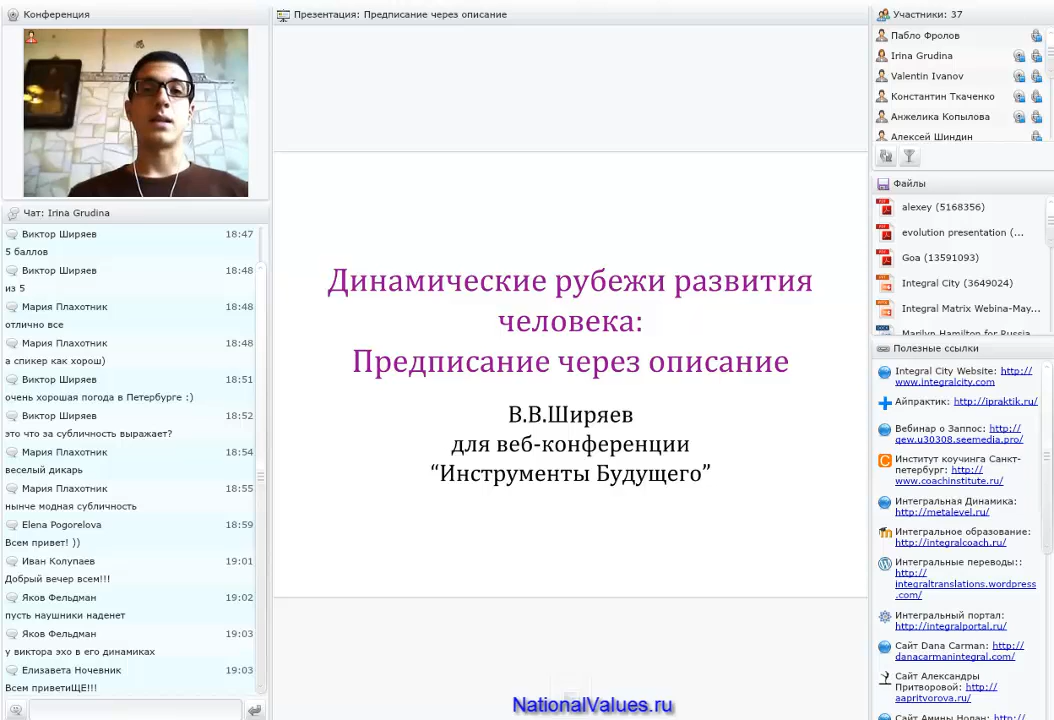 Конференция
Чат: Irina Grudina
Виктор Ширяев 18:47
5 баллов
Виктор Ширяев 18:48
из 5
Мария Плахотник 18:48
отлично все
Мария Плахотник 18:48
а спикер как хорош)
Виктор Ширяев 18:51
очень хорошая погода в Петербурге :)
Виктор Ширяев 18:52
это что за субличность выражает?
Мария Плахотник 18:54
веселый дикарь
Мария Плахотник 18:55
нынче модная субличность
Elena Pogorelova 18:59
Всем привет! ))
Иван Колупаев 19:01
Добрый вечер всем!!!
Яков Фельдман 19:02
пусть наушники наденет
Яков Фельдман 19:03
у виктора эхо в его динамиках
Елизавета Ночевник 19:03
Всем приветиЩЕ!!!
Презентация: Предписание через описание
Динамические рубежи развития
человека:
Предписание через описание
В.В.Ширяев
для веб-конференции
“Инструменты Будущего”
NationalValues.ru
Участники: 37
Пабло Фролов
Irina Grudina
Valentin Ivanov
Константин Ткаченко
Анжелика Копылова
Алексей Шиндин
Файлы
alexey (5168356)
evolution presentation (...
Goa (13591093)
Integral City (3649024)
Integral Matrix Webina-May...
Marilyn Hamilton for Russia
Полезные ссылки
Integral City Website: http://
www.integralcity.com
Айпрактик: http://ipraktik.ru/
Вебинар о Заппос: http://
qew.u30308.seemedia.pro/
Институт коучинга Санкт-
петербург: http://
www.coachinstitute.ru/
Интегральная Динамика:
http://metalevel.ru/
Интегральное образование:
http://integralcoach.ru/
Интегральные переводы::
http://
integraltranslations.wordpress
.com/
Интегральный портал:
http://integralportal.ru/
Сайт Dana Carman: http://
danacarmanintegral.com/
Сайт Александры
Притворовой: http://
aapritvorova.ru/
Сайт Амины Нолан: http://